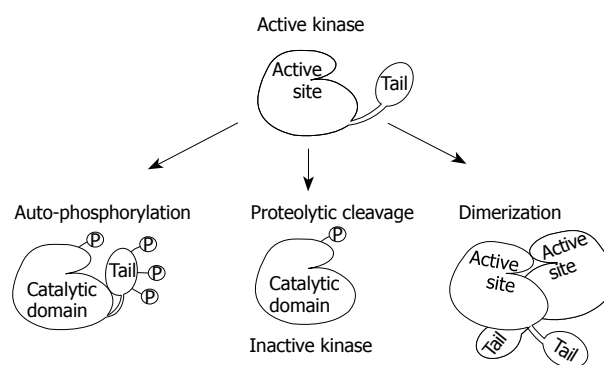 Active kinase
Active
site
Tail
Auto-phosphorylation
P
Tail
P
P
P
Catalytic
domain
Proteolytic cleavage
P
Catalytic
domain
Inactive kinase
Dimerization
Active
site
Active
site
Tail
Tail